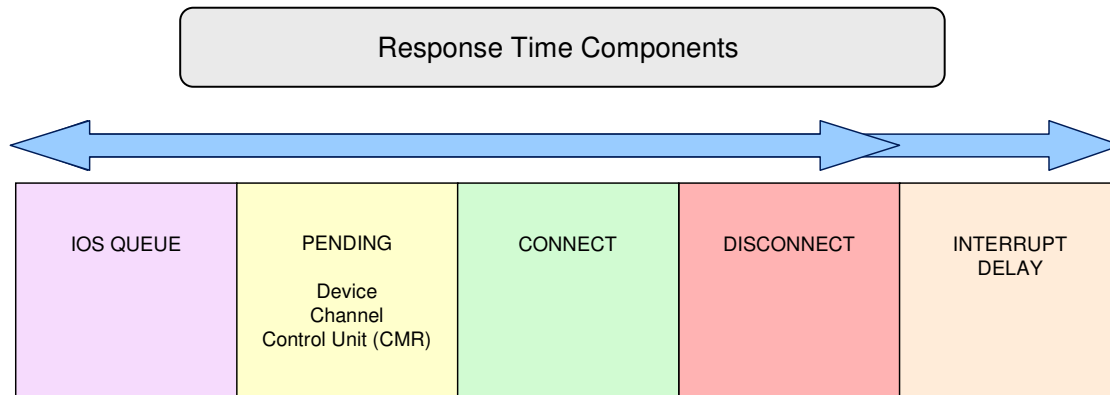 Response Time Components
IOS QUEUE
PENDING
Device
Channel
Control Unit (CMR)
CONNECT
DISCONNECT
INTERRUPT
DELAY